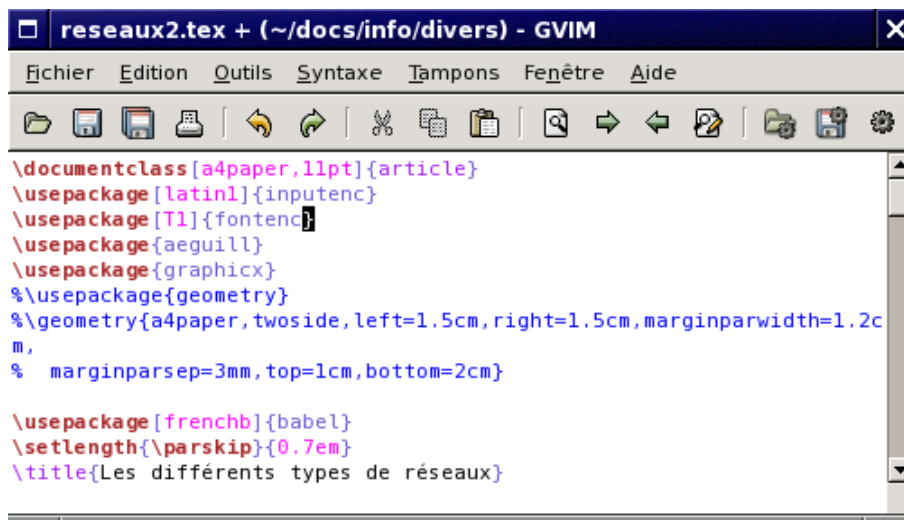 reseaux2.tex + (~/docs/info/divers) - GVIM
Fichier Edition Outils Syntaxe Tampons Fenêtre Aide
\documentclass[a4paper,11pt]{article}
\usepackage[latin1]{inputenc}
\usepackage[T1]{fontenc}
\usepackage{aeguill}
\usepackage{graphicx}
%\usepackage{geometry}
%\geometry{a4paper,twoside,left=1.5cm,right=1.5cm,marginparwidth=1.2c
m,
%  marginparsep=3mm,top=1cm,bottom=2cm}
\usepackage[frenchb]{babel}
\setlength{\parskip}{0.7em}
\title{Les différents types de réseaux}